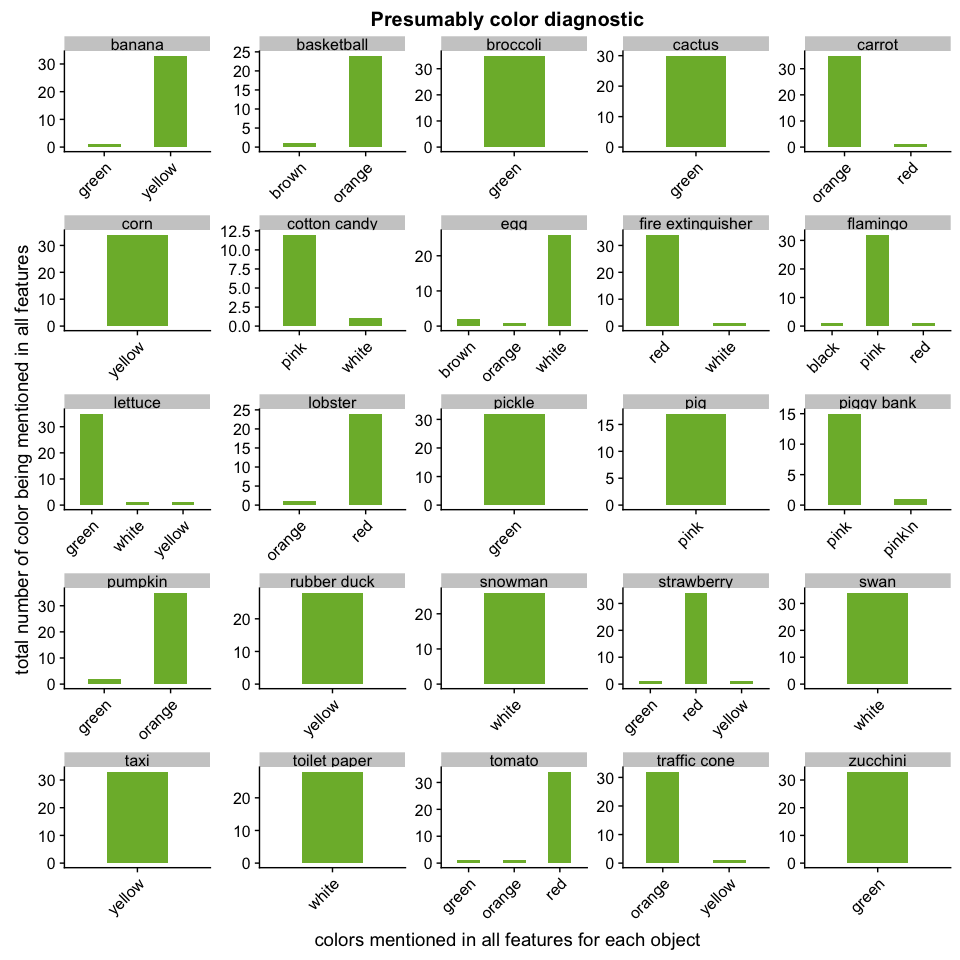 Presumably color diagnostic
total number of color being mentioned in all features
banana
30
20
10
0
green
yellow
basketball
25
20
15
10
5
0
brown
orange
broccoli
30
20
10
0
green
cactus
30
20
10
0
green
carrot
30
20
10
0
orange
red
corn
30
20
10
0
yellow
cotton candy
12.5
10.0
7.5
5.0
2.5
0.0
pink
white
egg
20
10
0
brown
orange
white
fire extinguisher
30
20
10
0
red
white
flamingo
30
20
10
0
black
pink
red
lettuce
30
20
10
0
green
white
yellow
lobster
25
20
15
10
5
0
orange
red
pickle
30
20
10
0
green
pig
15
10
5
0
pink
piggy bank
15
10
5
0
pink
pink\n
pumpkin
30
20
10
0
green
orange
rubber duck
20
10
0
yellow
snowman
20
10
0
white
strawberry
30
20
10
0
green
red
yellow
swan
30
20
10
0
white
taxi
30
20
10
0
yellow
toilet paper
20
10
0
white
tomato
30
20
10
0
green
orange
red
traffic cone
30
20
10
0
orange
yellow
zucchini
30
20
10
0
green
colors mentioned in all features for each object